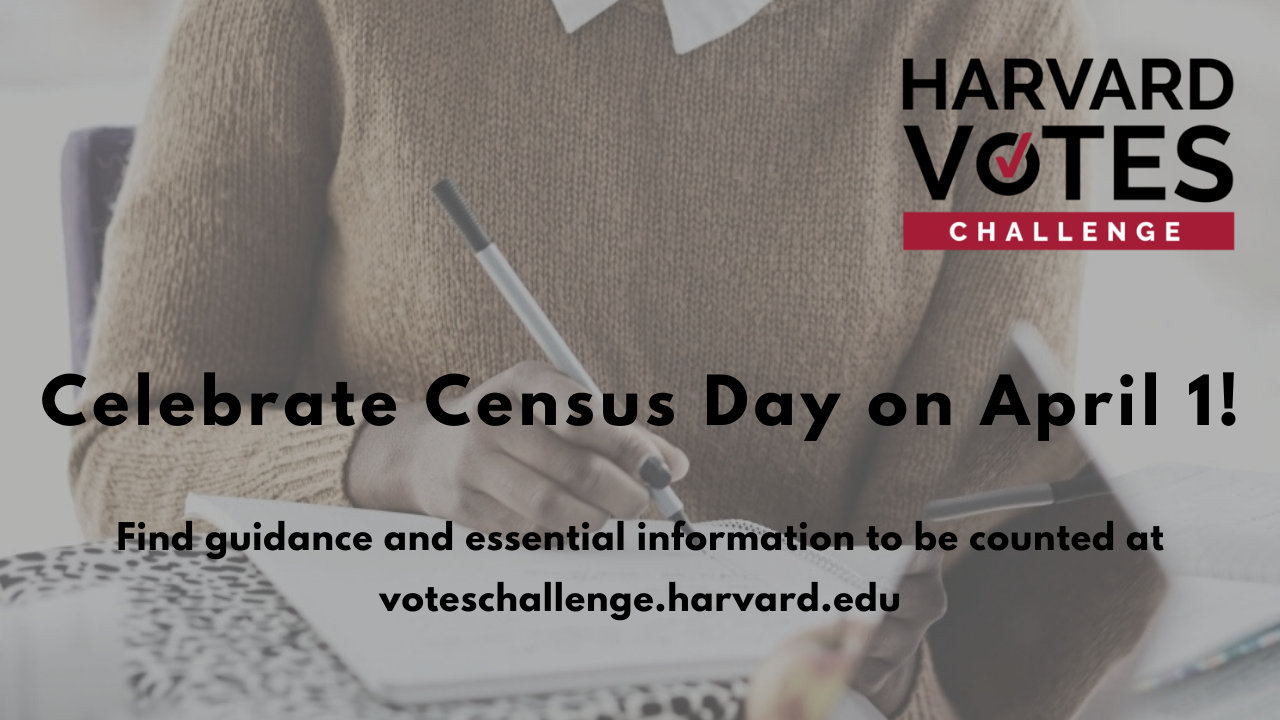 HARVARD
VOTES
CHALLENGE
Celebrate Census Day on April 1!
Find guidance and essential information to be counted at
voteschallenge.harvard.edu